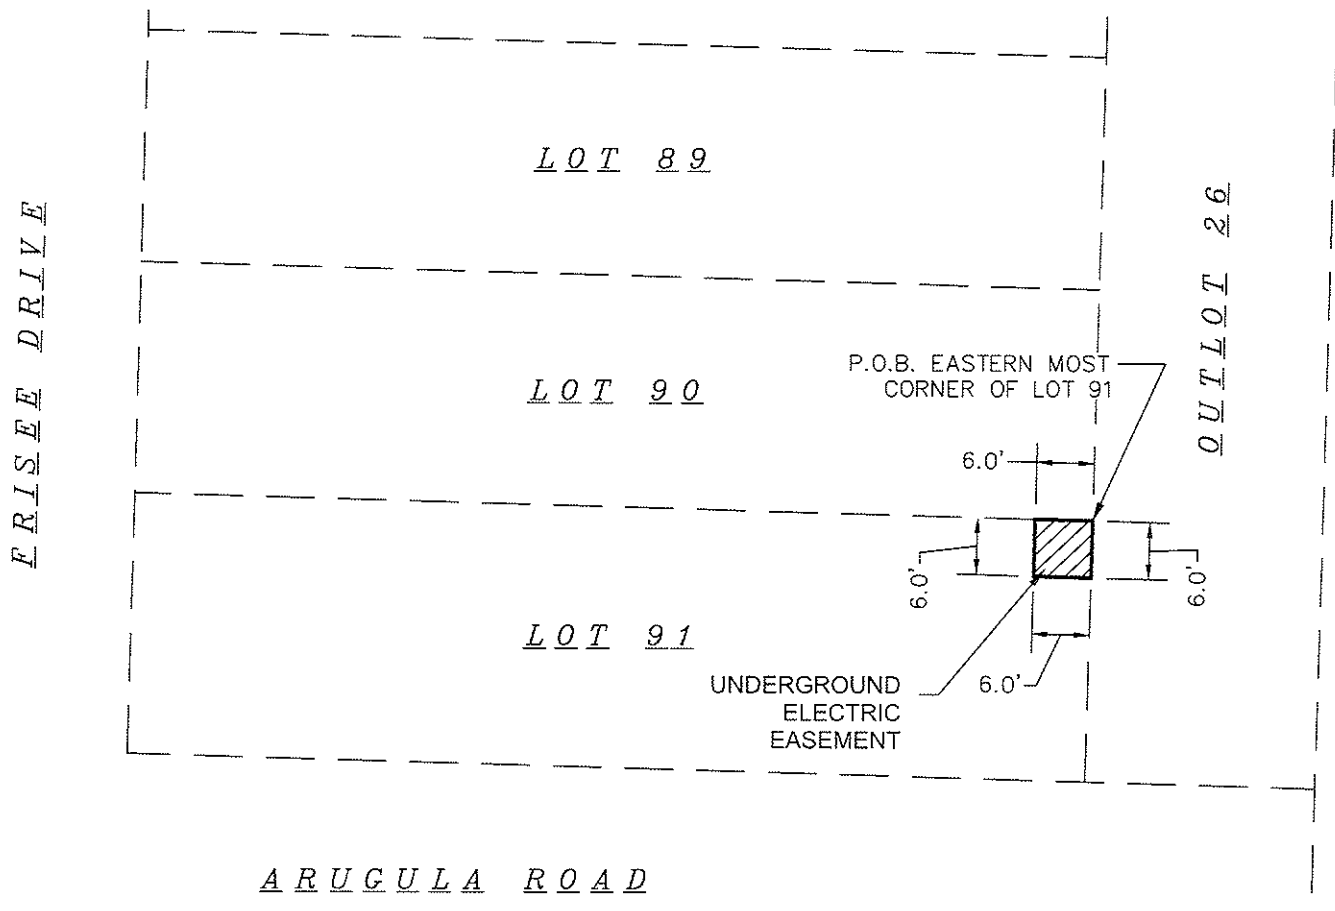 LOT 89
FRISEE DRIVE
OUTLOT 26
P.O.B. EASTERN MOST
CORNER OF LOT 91
LOT 90
6.0'
6.0'
6.0'
LOT 91
6.0'
UNDERGROUND
ELECTRIC
EASEMENT
ARUGULA ROAD